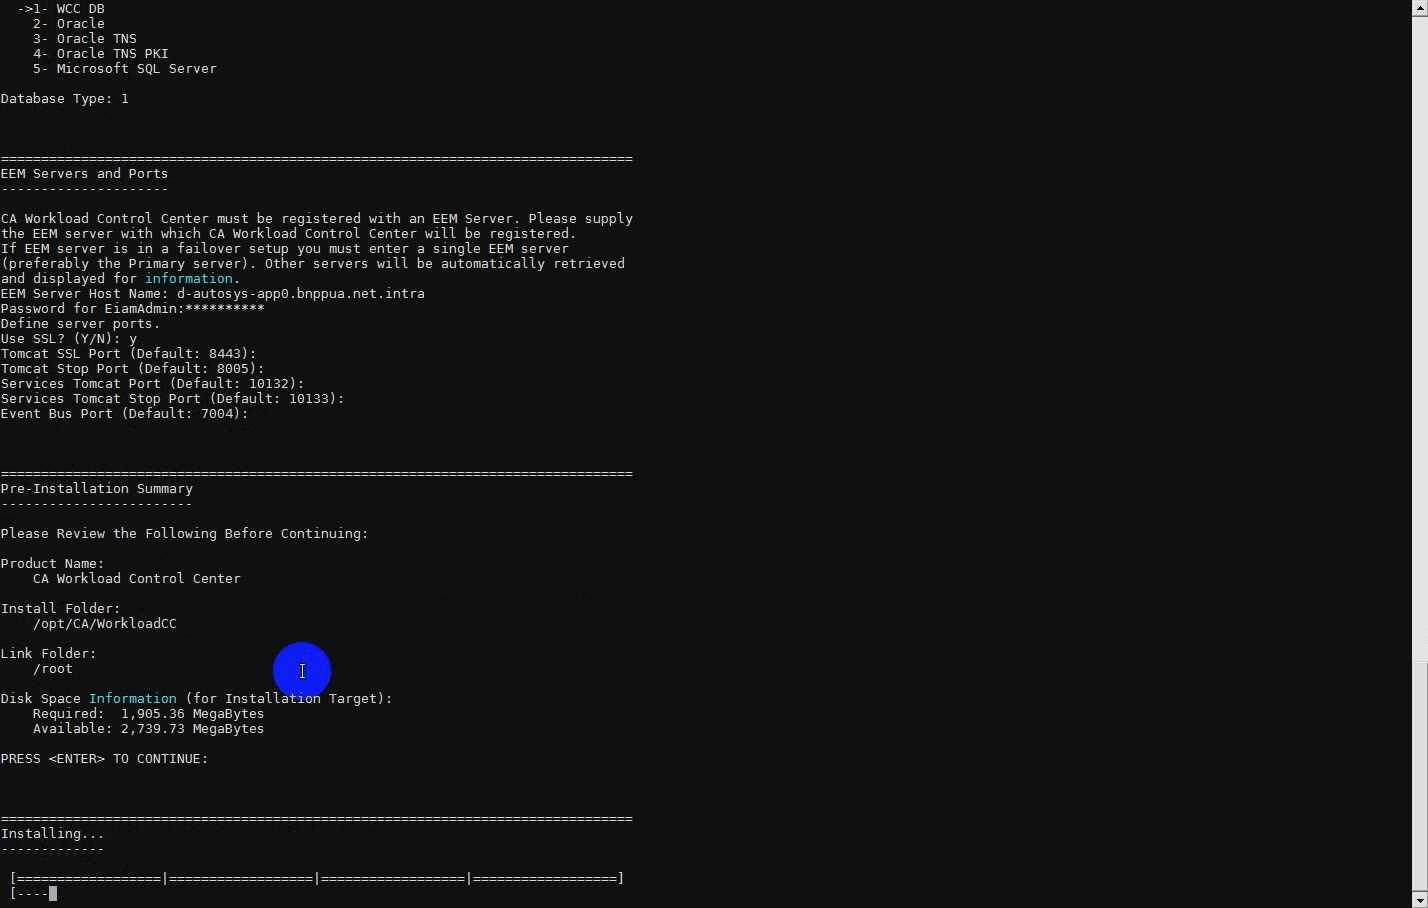 ->1- WCC DB
2- Oracle
3- Oracle TNS
4- Oracle TNS PKI
5- Microsoft SQL Server
Database Type: 1
===============================================================================
EEM Servers and Ports
---------------------
CA Workload Control Center must be registered with an EEM Server. Please supply
the EEM server with which CA Workload Control Center will be registered.
If EEM server is in a failover setup you must enter a single EEM server
(preferably the Primary server). Other servers will be automatically retrieved
and displayed for information.
EEM Server Host Name: d-autosys-app0.bnppua.net.intra
Password for EiamAdmin:**********
Define server ports.
Use SSL? (Y/N): y
Tomcat SSL Port (Default: 8443):
Tomcat Stop Port (Default: 8005):
Services Tomcat Port (Default: 10132):
Services Tomcat Stop Port (Default: 10133):
Event Bus Port (Default: 7004):
===============================================================================
Pre-Installation Summary
------------------------
Please Review the Following Before Continuing:
Product Name:
CA Workload Control Center
Install Folder:
/opt/CA/WorkloadCC
Link Folder:
/root
Disk Space Information (for Installation Target):
Required:  1,905.36 MegaBytes
Available: 2,739.73 MegaBytes
PRESS <ENTER> TO CONTINUE:
===============================================================================
Installing...
-------------
[==================|==================|==================|==================]
[----